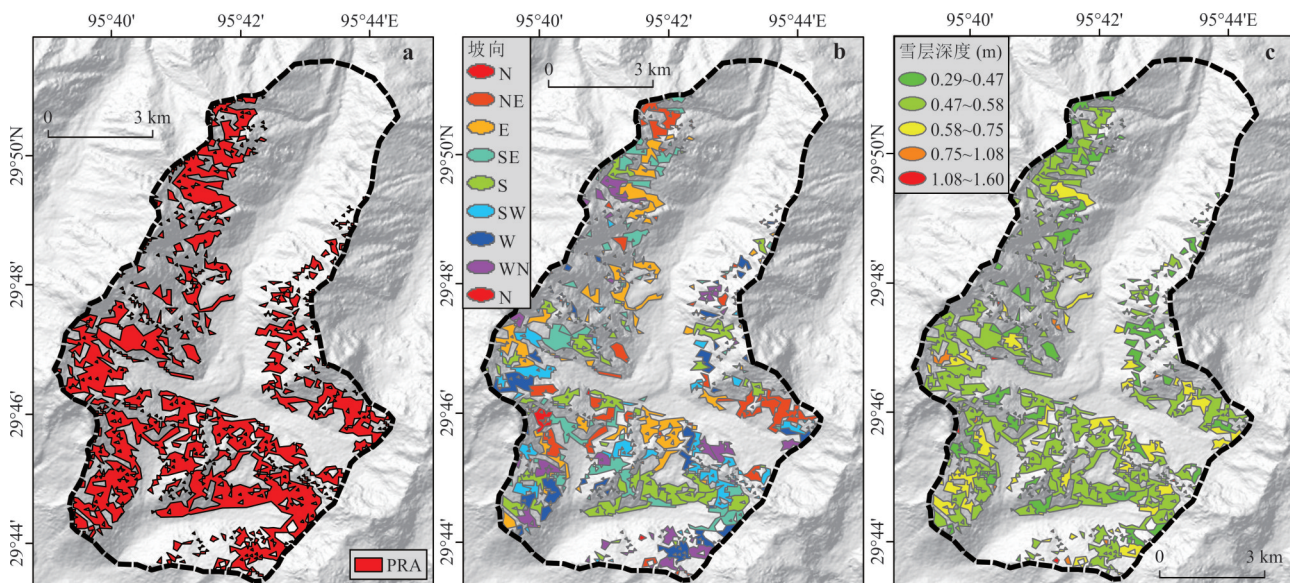 95°40′ 95°42′ 95°44′E
95°40′ 95°42′ 95°44′E
95°40′ 95°42′ 95°44′E
a
0 3 km
29°50′N
29°48′
29°46′
29°44′
PRA
b
坡向
N
NE
E
SE
S
SW
W
WN
N
0 3 km
29°50′N
29°48′
29°46′
29°44′
c
雪层深度 (m)
0.29~0.47
0.47~0.58
0.58~0.75
0.75~1.08
1.08~1.60
29°50′N
29°48′
29°46′
29°44′
0 3 km